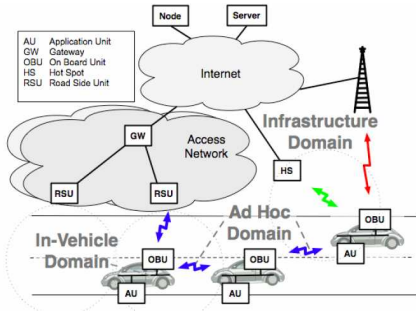 Node
Server
AU Application Unit
GW Gateway
OBU On Board Unit
HS Hot Spot
RSU Road Side Unit
Internet
Infrastructure
Domain
GW
Access
Network
HS
RSU
RSU
Ad Hoc
Domain
In-Vehicle
Domain
OBU
AU
OBU
AU
OBU
AU